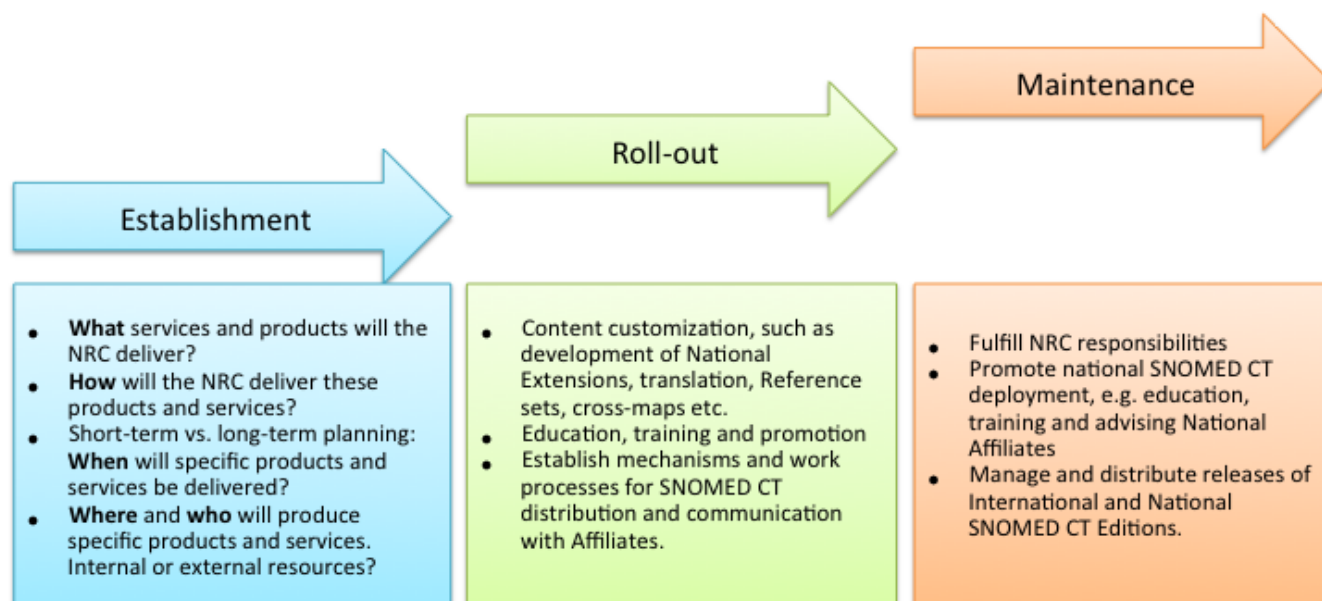 Establishment
• What services and products will the
NRC deliver?
• How will the NRC deliver these
products and services?
• Short-term vs. long-term planning:
When will specific products and
services be delivered?
• Where and who will produce
specific products and services.
Internal or external resources?
Roll-out
• Content customization, such as
development of National
Extensions, translation, Reference
sets, cross-maps etc.
• Education, training and promotion
• Establish mechanisms and work
processes for SNOMED CT
distribution and communication
with Affiliates.
Maintenance
• Fulfill NRC responsibilities
• Promote national SNOMED CT
deployment, e.g. education,
training and advising National
Affiliates
• Manage and distribute releases of
International and National
SNOMED CT Editions.